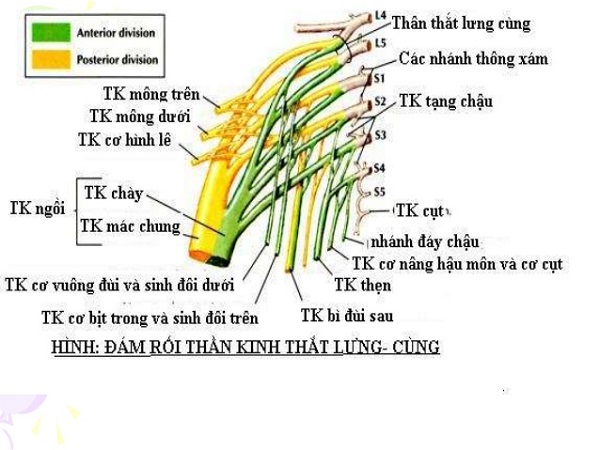 Anterior division
Posterior division
L4
Thân thắt lưng cùng
L5
Các nhánh thông xám
S1
TK mông trên
S2
TK tạng chậu
TK mông dưới
TK cơ hình lê
S3
S4
TK chày
S5
TK ngồi
TK cụt
TK mác chung
nhánh đáy chậu
TK cơ nâng hậu môn và cơ cụt
TK cơ vuông đùi và sinh đôi dưới
TK thẹn
TK cơ bịt trong và sinh đôi trên
TK bì đùi sau
HÌNH: ĐÁM RỐI THẦN KINH THẮT LƯNG- CÙNG